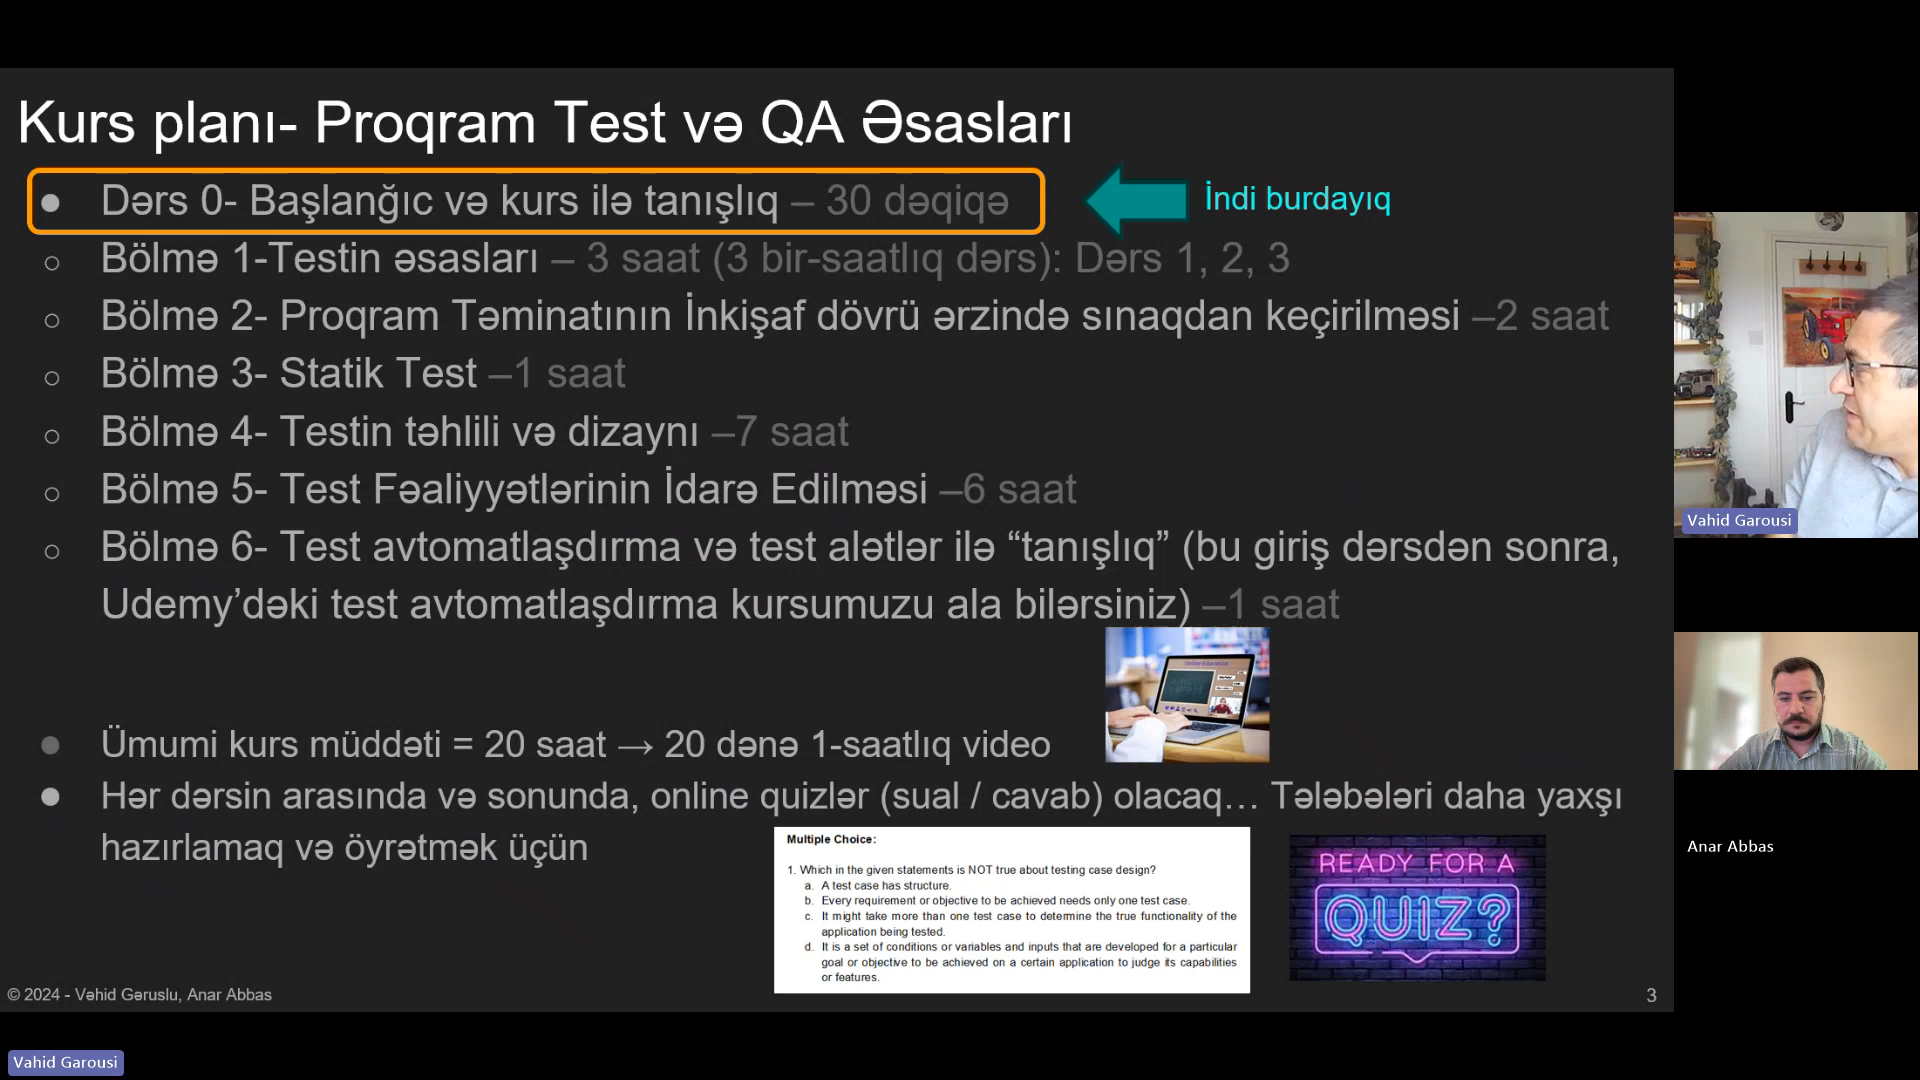 Kurs planı- Proqram Test və QA Əsasları
Dərs 0- Başlanğıc və kurs ilə tanışlıq – 30 dəqiqə
İndi burdayıq
Bölmə 1-Testin əsasları – 3 saat (3 bir-saatlıq dərs): Dərs 1, 2, 3
Bölmə 2- Proqram Təminatının İnkişaf dövrü ərzində sınaqdan keçirilməsi –2 saat
Bölmə 3- Statik Test –1 saat
Bölmə 4- Testin təhlili və dizaynı –7 saat
Bölmə 5- Test Fəaliyyətlərinin İdarə Edilməsi –6 saat
Bölmə 6- Test avtomatlaşdırma və test alətlər ilə “tanışlıq” (bu giriş dərsdən sonra,
Udemy’dəki test avtomatlaşdırma kursumuzu ala bilərsiniz) –1 saat
Online Education
Ümumi kurs müddəti = 20 saat → 20 dənə 1-saatlıq video
Hər dərsin arasında və sonunda, online quizlər (sual / cavab) olacaq… Tələbələri daha yaxşı
hazırlamaq və öyrətmək üçün
Multiple Choice:
1. Which in the given statements is NOT true about testing case design?
a. A test case has structure.
b. Every requirement or objective to be achieved needs only one test case.
c. It might take more than one test case to determine the true functionality of the
application being tested.
d. It is a set of conditions or variables and inputs that are developed for a particular
goal or objective to be achieved on a certain application to judge its capabilities
or features.
READY FOR A
QUIZ?
© 2024 - Vəhid Gəruslu, Anar Abbas
3
Vahid Garousi
Anar Abbas
Vahid Garousi